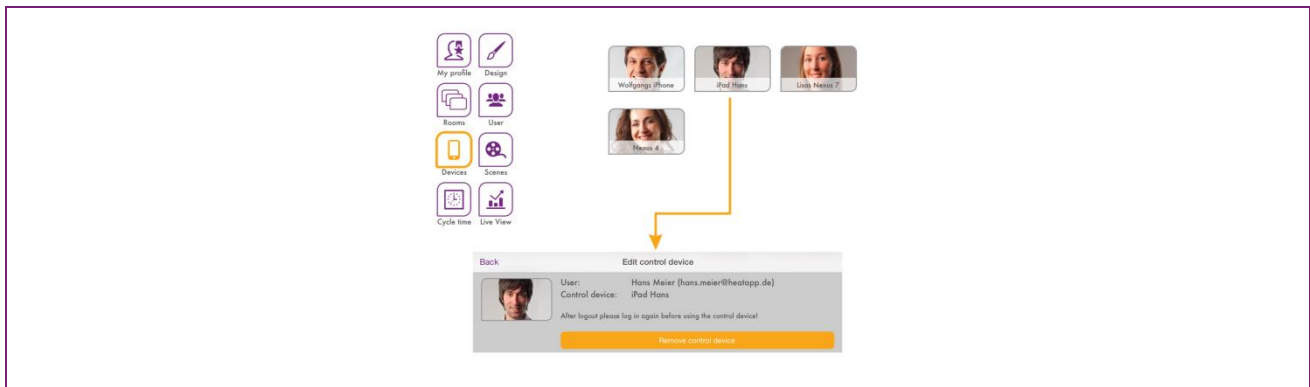 My profile
Design
Rooms
User
Devices
Scenes
Cycle time
Live View
Wolfgangs iPhone
iPad Hans
Lisas Nexus 7
Nexus 4
Back
Edit control device
User: Hans Meier (hans.meier@heatapp.de)
Control device: iPad Hans
After logout please log in again before using the control device!
Remove control device